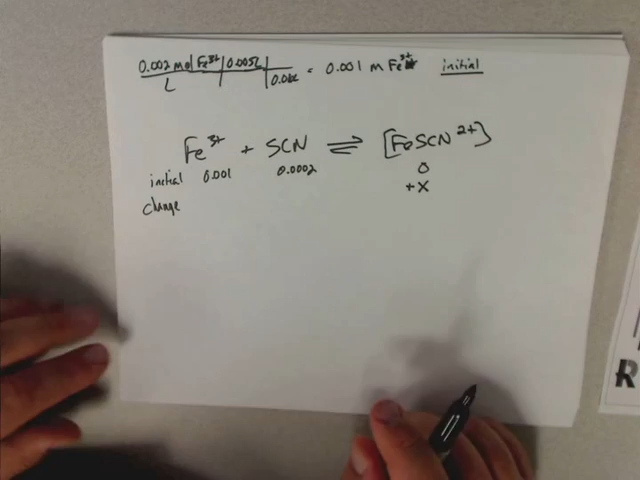 0.002 mol Fe³⁺ | 0.005L | = 0.001 M Fe³⁺ initial
L | | 0.01L
Fe³⁺ + SCN ⇌ [FeSCN²⁺]
initial 0.001 0.0002 0
+X
change
R